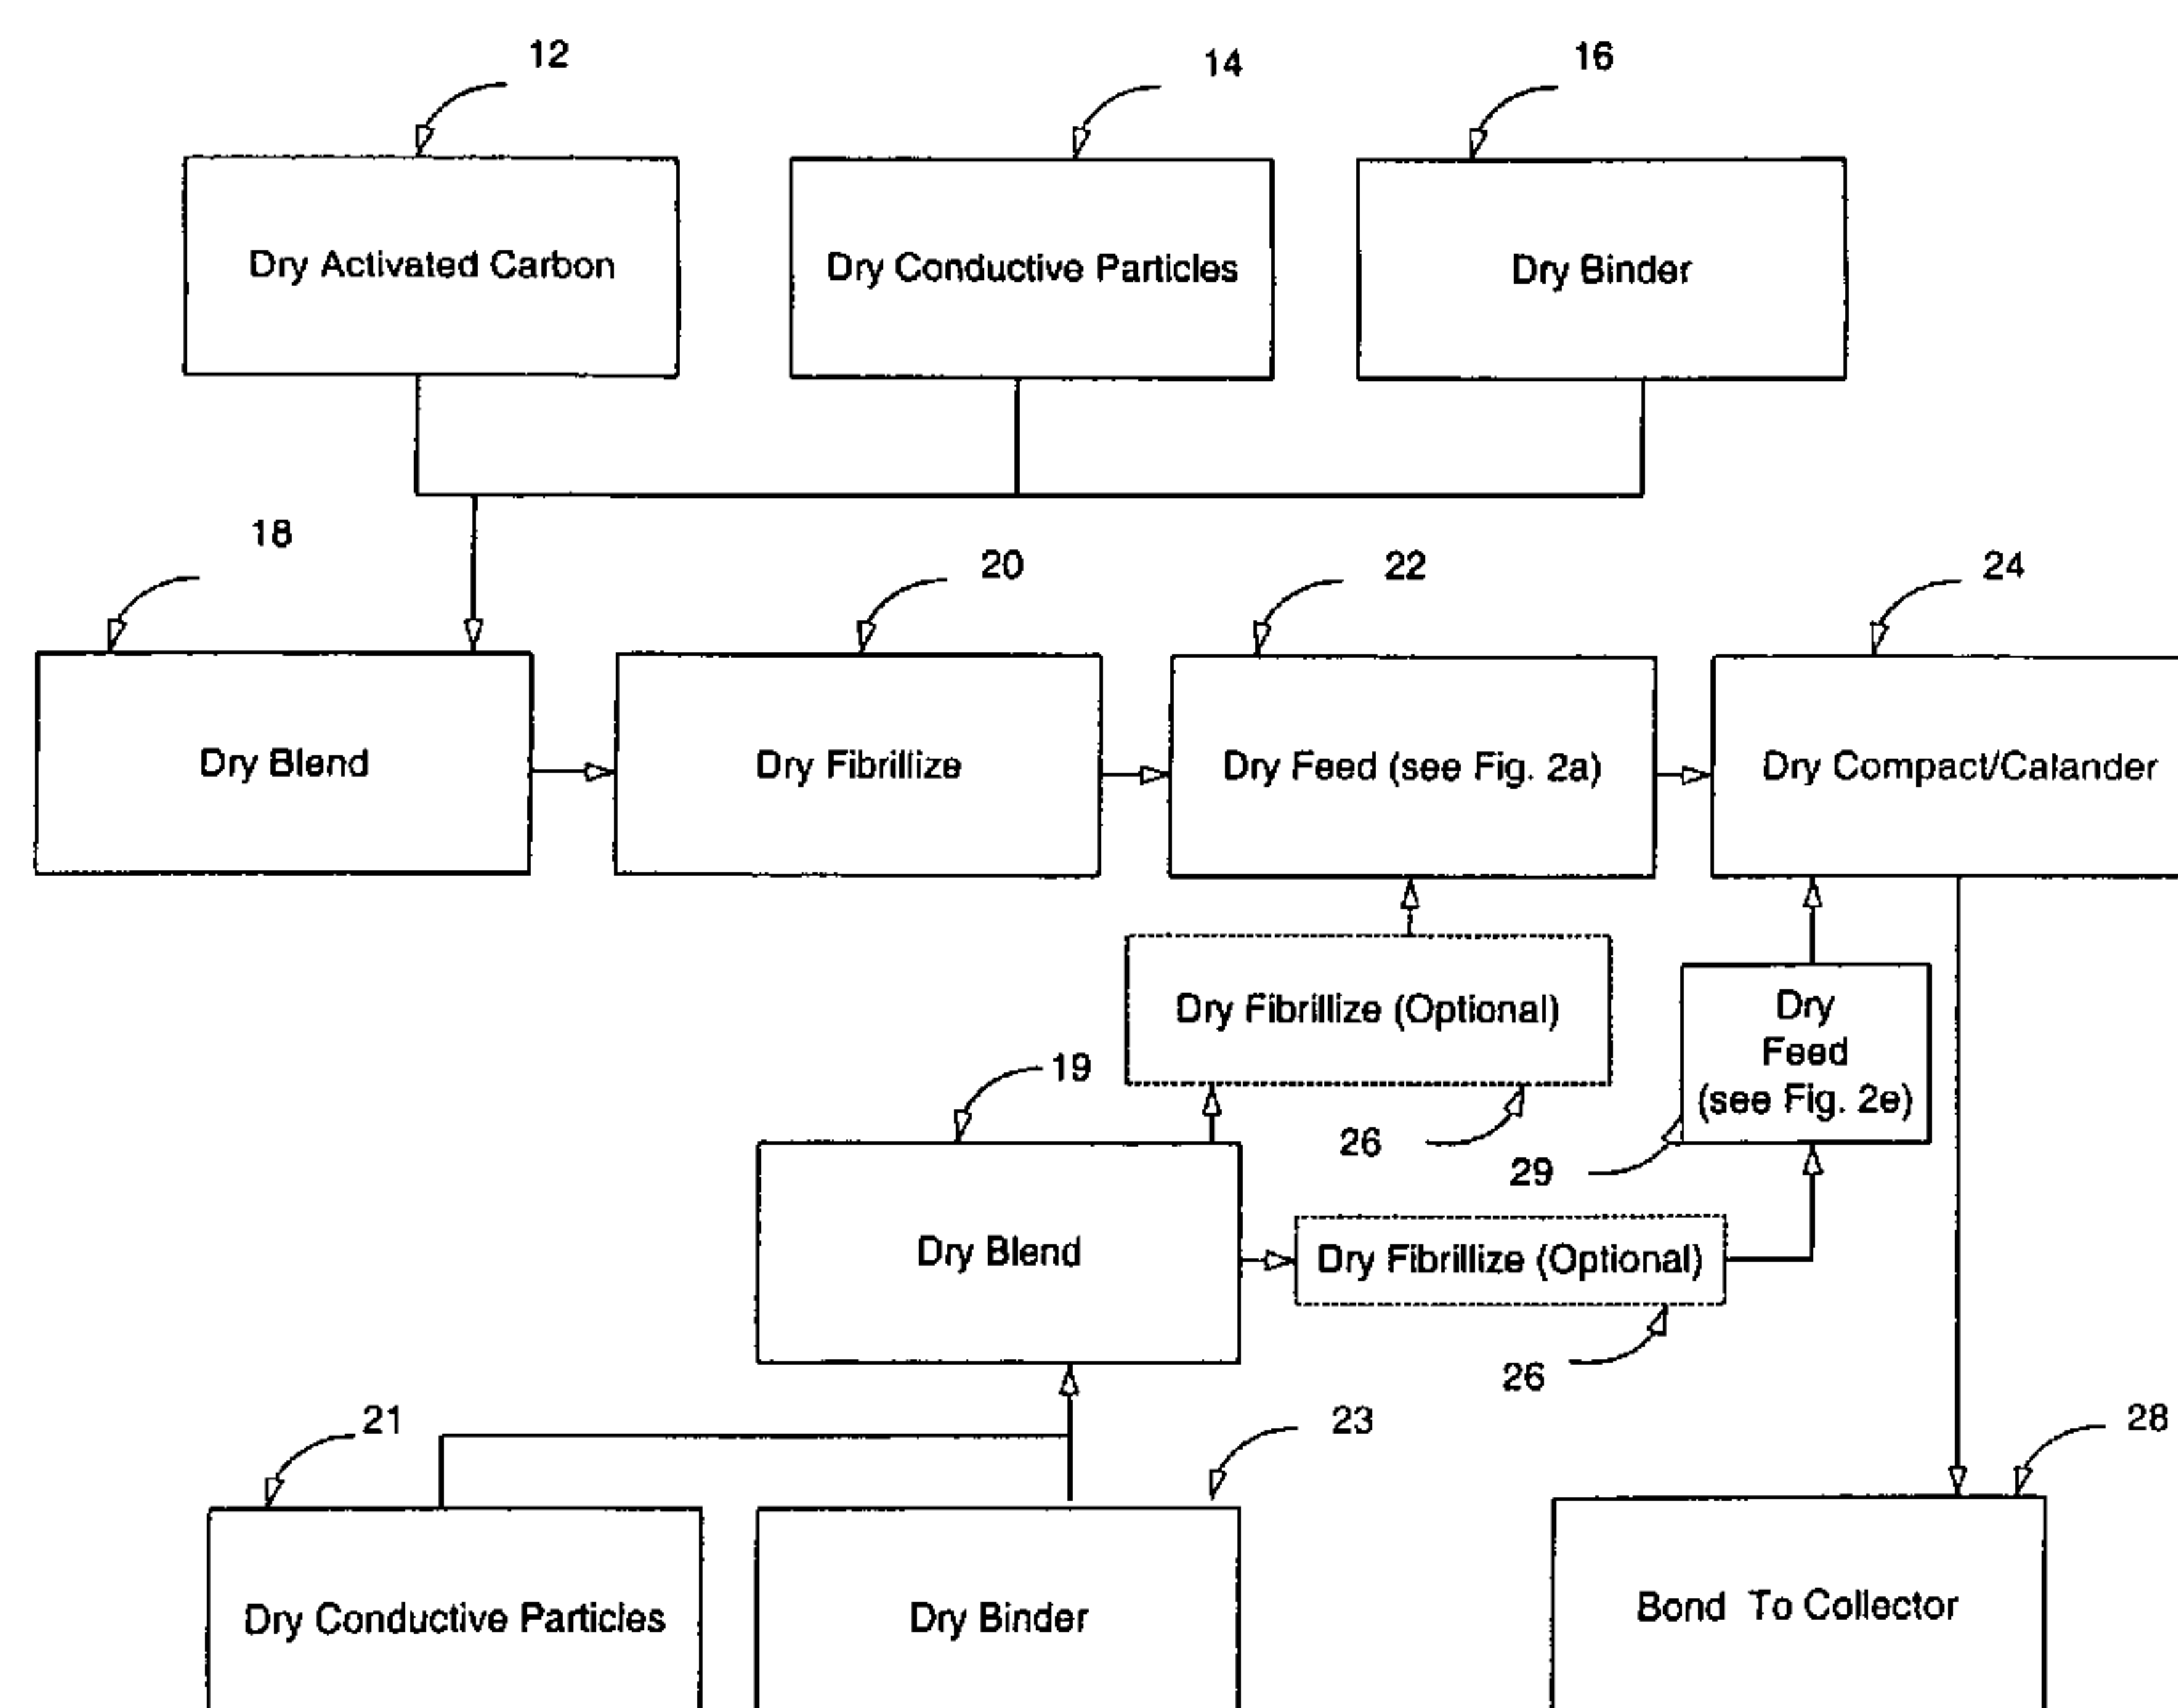 12
14
16
Dry Activated Carbon
Dry Conductive Particles
Dry Binder
18
20
22
24
Dry Blend
Dry Fibrillize
Dry Feed (see Fig. 2a)
Dry Compact/Calander
Dry Fibrillize (Optional)
Dry
Feed
(see Fig. 2e)
19
26
29
Dry Blend
Dry Fibrillize (Optional)
26
21
23
28
Dry Conductive Particles
Dry Binder
Bond To Collector